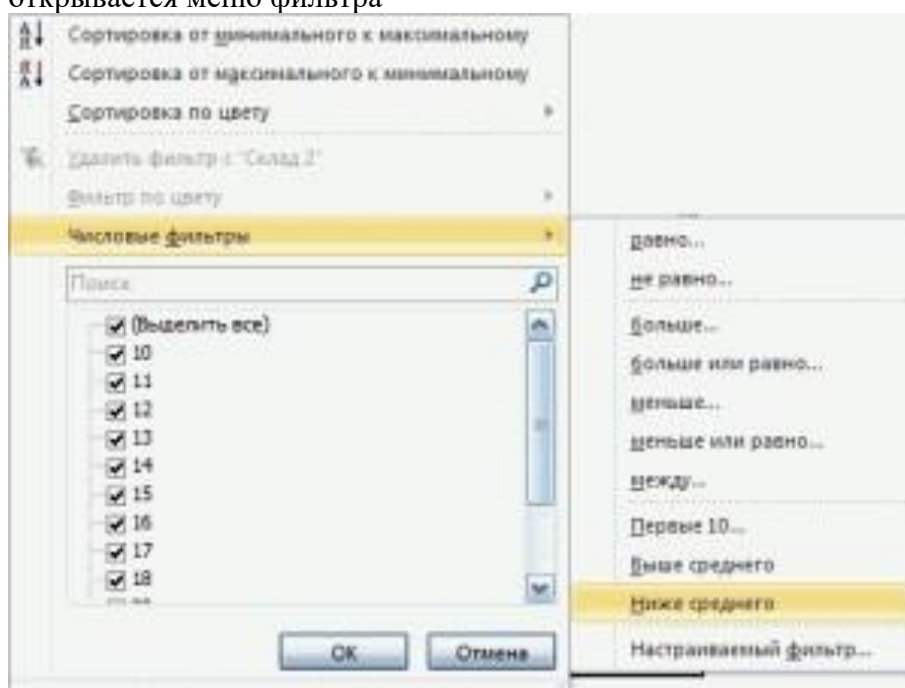 открывается меню фильтра
Сортировка от минимального к максимальному
Сортировка от максимального к минимальному
Сортировка по цвету
Удалить фильтр с "Склад 2"
Фильтр по цвету
Числовые фильтры
Поиск
(Выделить все)
10
11
12
13
14
15
16
17
18
ОК
Отмена
равно...
не равно...
больше...
больше или равно...
меньше...
меньше или равно...
между...
Первые 10...
Выше среднего
Ниже среднего
Настраиваемый фильтр...